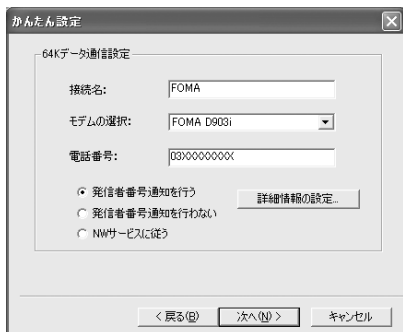 かんたん設定
64Kデータ通信設定
接続名: FOMA
モデムの選択: FOMA D903i
電話番号: 03XXXXXXXX
発信者番号通知を行う
詳細情報の設定...
発信者番号通知を行わない
NWサービスに従う
< 戻る(B) 次へ(N) > キャンセル